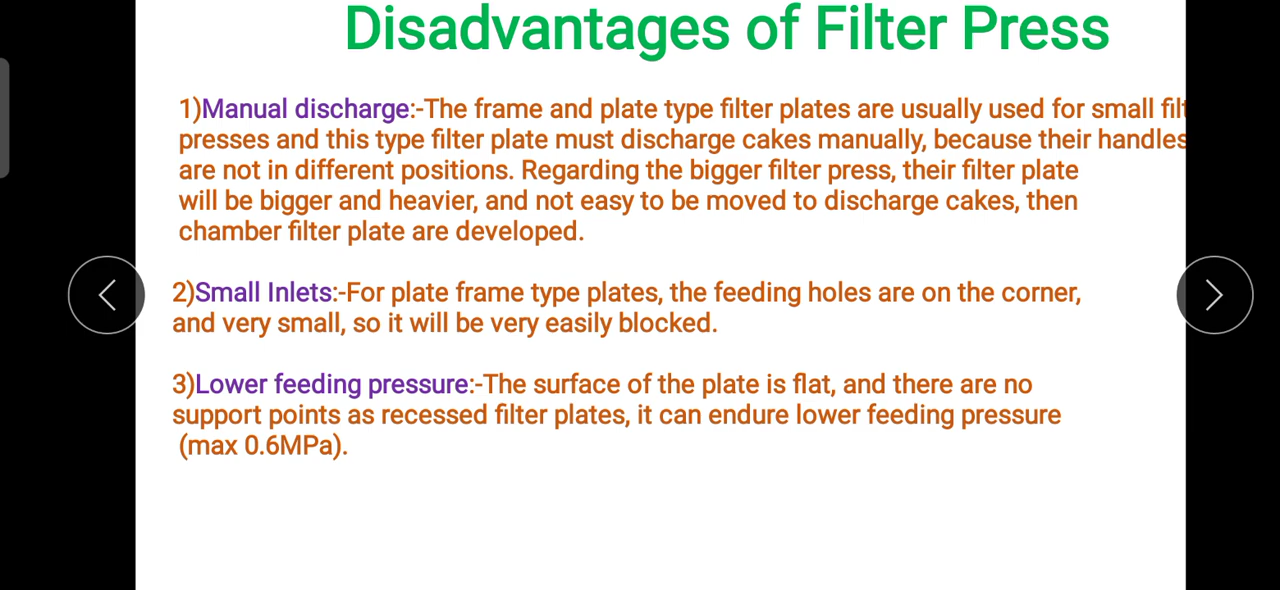 Disadvantages of Filter Press
1)Manual discharge:-The frame and plate type filter plates are usually used for small filt
presses and this type filter plate must discharge cakes manually, because their handles
are not in different positions. Regarding the bigger filter press, their filter plate
will be bigger and heavier, and not easy to be moved to discharge cakes, then
chamber filter plate are developed.
2)Small Inlets:-For plate frame type plates, the feeding holes are on the corner,
and very small, so it will be very easily blocked.
3)Lower feeding pressure:-The surface of the plate is flat, and there are no
support points as recessed filter plates, it can endure lower feeding pressure
(max 0.6MPa).